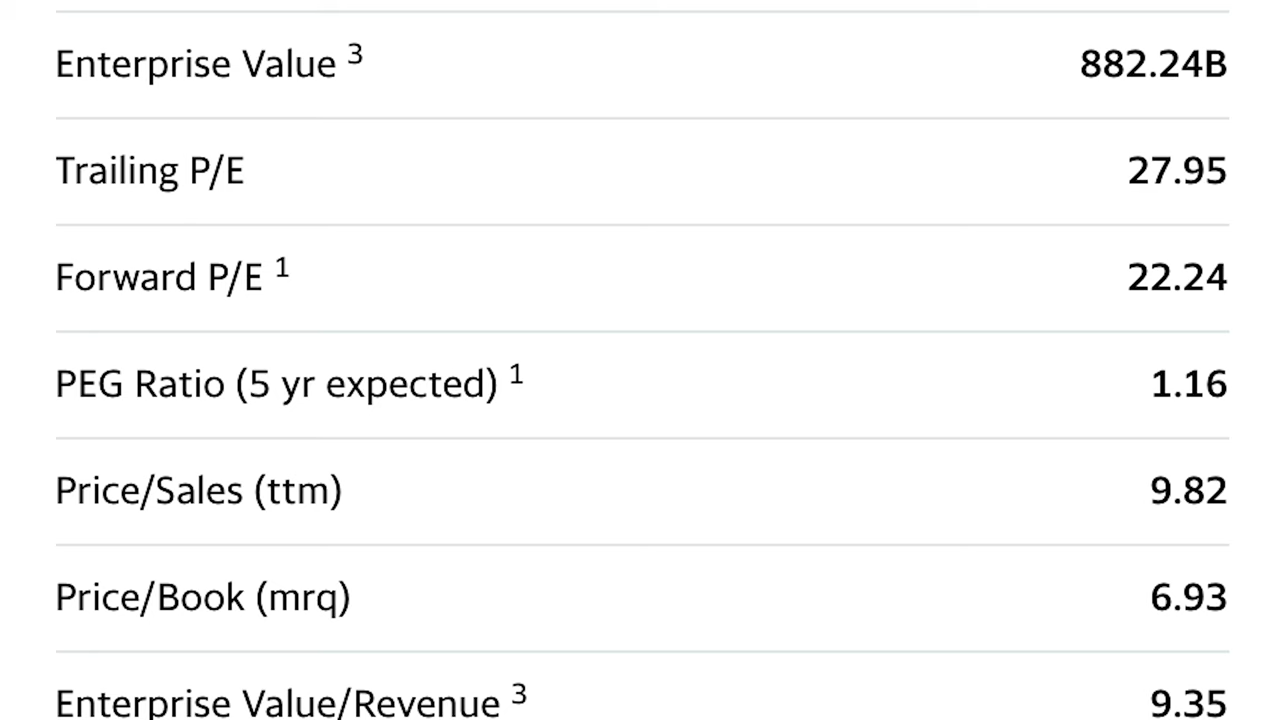 Enterprise Value 3 882.24B
Trailing P/E 27.95
Forward P/E 1 22.24
PEG Ratio (5 yr expected) 1 1.16
Price/Sales (ttm) 9.82
Price/Book (mrq) 6.93
Enterprise Value/Revenue 3 9.35